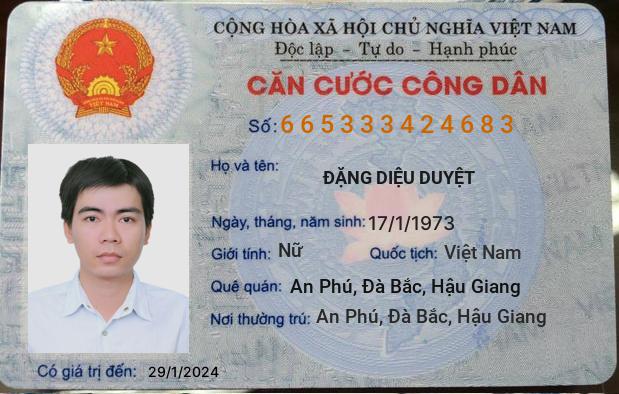 CỘNG HÒA XÃ HỘI CHỦ NGHĨA VIỆT NAM
Độc lập - Tự do - Hạnh phúc
CĂN CƯỚC CÔNG DÂN
Số: 665333424683
Họ và tên:
ĐẶNG DIỆU DUYỆT
Ngày, tháng, năm sinh: 17/1/1973
Giới tính: Nữ Quốc tịch: Việt Nam
Quê quán: An Phú, Đà Bắc, Hậu Giang
Nơi thường trú: An Phú, Đà Bắc, Hậu Giang
Có giá trị đến: 29/1/2024
VIỆT NAM